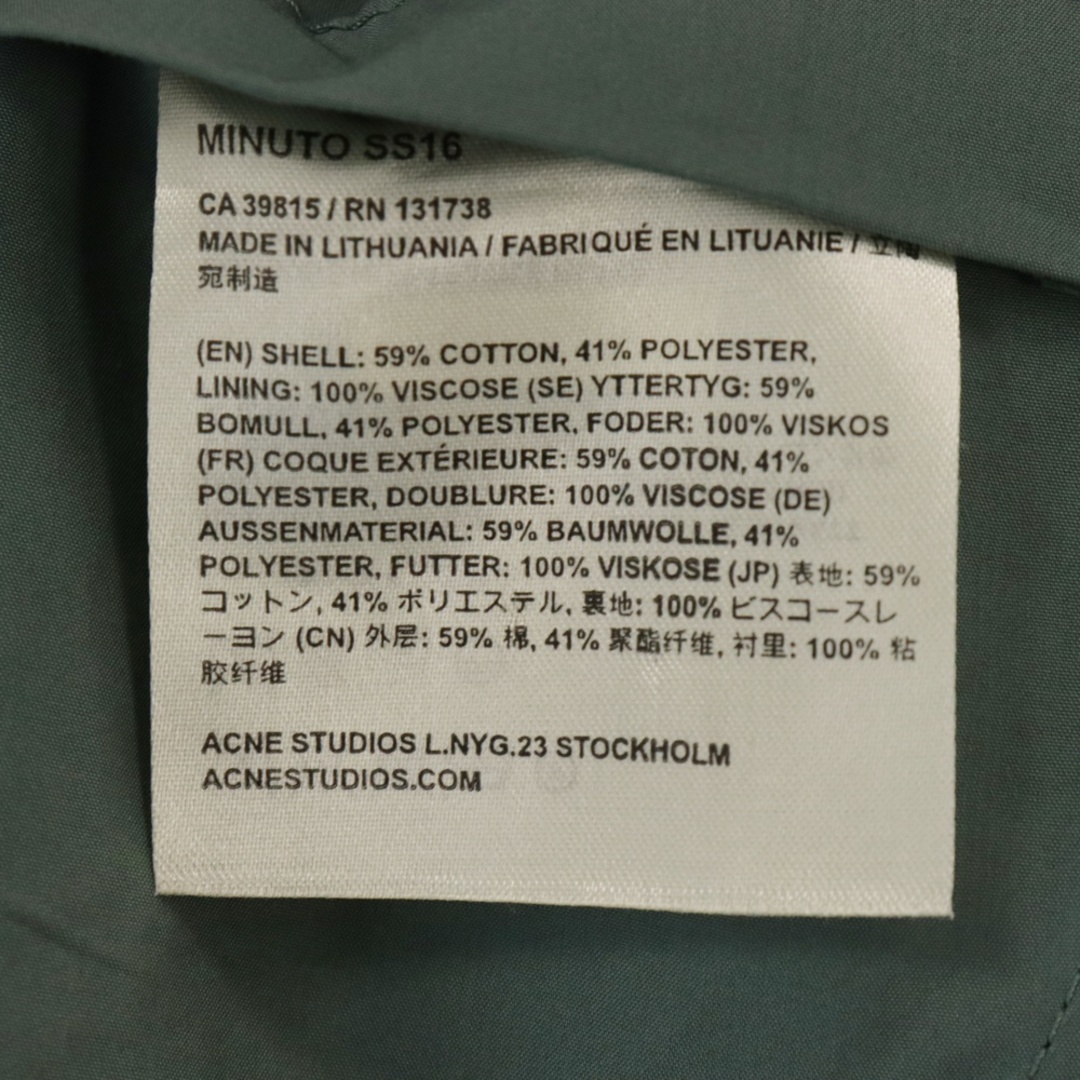 MINUTO SS16
CA 39815 / RN 131738
MADE IN LITHUANIA / FABRIQUÉ EN LITUANIE / 立陶
宛制造
(EN) SHELL: 59% COTTON, 41% POLYESTER,
LINING: 100% VISCOSE (SE) YTTERTYG: 59%
BOMULL, 41% POLYESTER, FODER: 100% VISKOS
(FR) COQUE EXTÉRIEURE: 59% COTON, 41%
POLYESTER, DOUBLURE: 100% VISCOSE (DE)
AUSSENMATERIAL: 59% BAUMWOLLE, 41%
POLYESTER, FUTTER: 100% VISKOSE (JP) 表地: 59%
コットン, 41% ポリエステル, 裏地: 100% ビスコースレ
ーヨン (CN) 外层: 59% 棉, 41% 聚酯纤维, 衬里: 100% 粘
胶纤维
ACNE STUDIOS L.NYG.23 STOCKHOLM
ACNESTUDIOS.COM